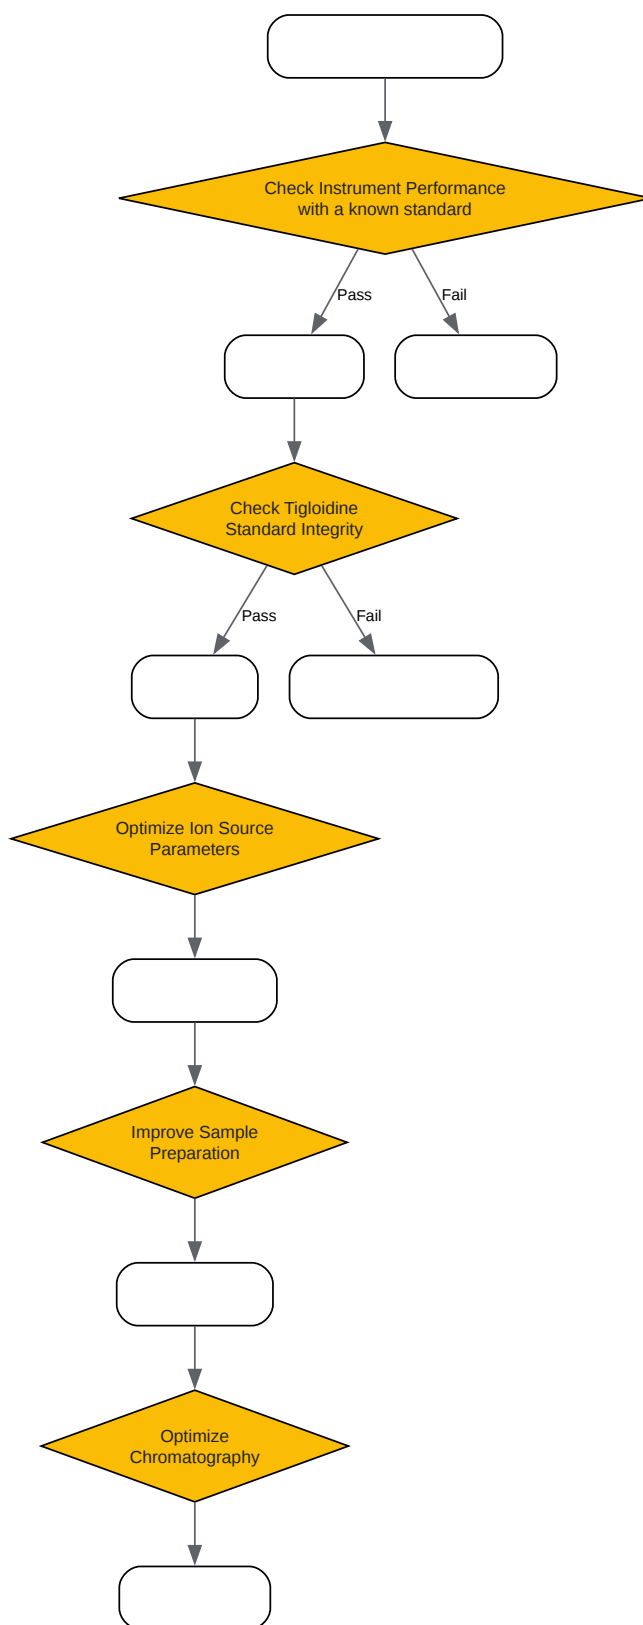 Check Instrument Performance
with a known standard
Pass
Fail
Check Tigloidine
Standard Integrity
Pass
Fail
Optimize Ion Source
Parameters
Improve Sample
Preparation
Optimize
Chromatography